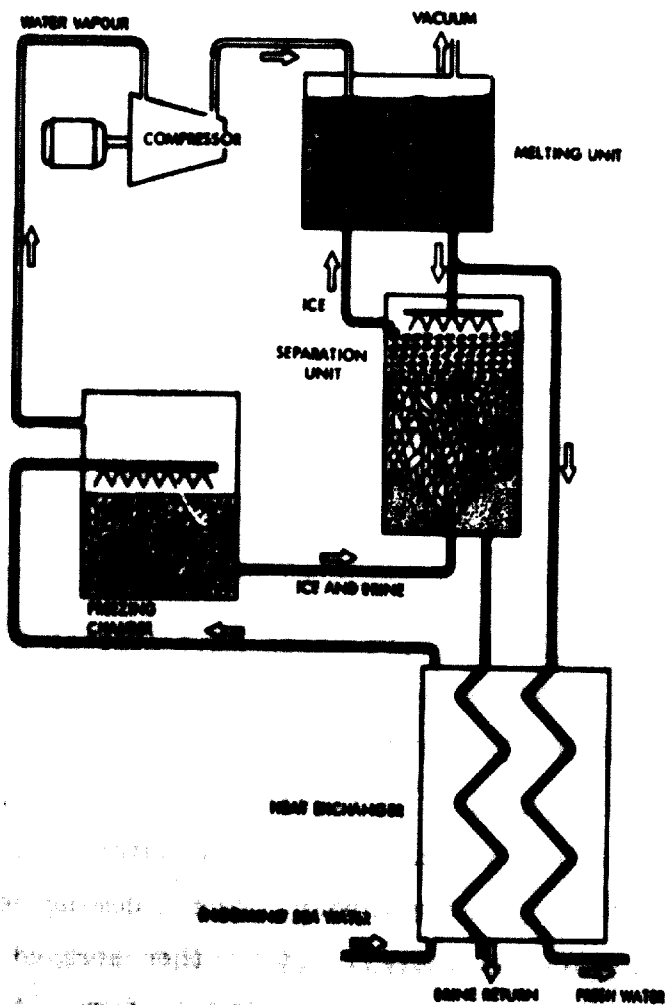 WATER VAPOUR
VACUUM
COMPRESSOR
MELTING UNIT
ICE
SEPARATION
UNIT
ICE AND BRINE
FREEZING
CHAMBER
HEAT EXCHANGER
INCOMING SEA WATER
BRINE RETURN
FRESH WATER